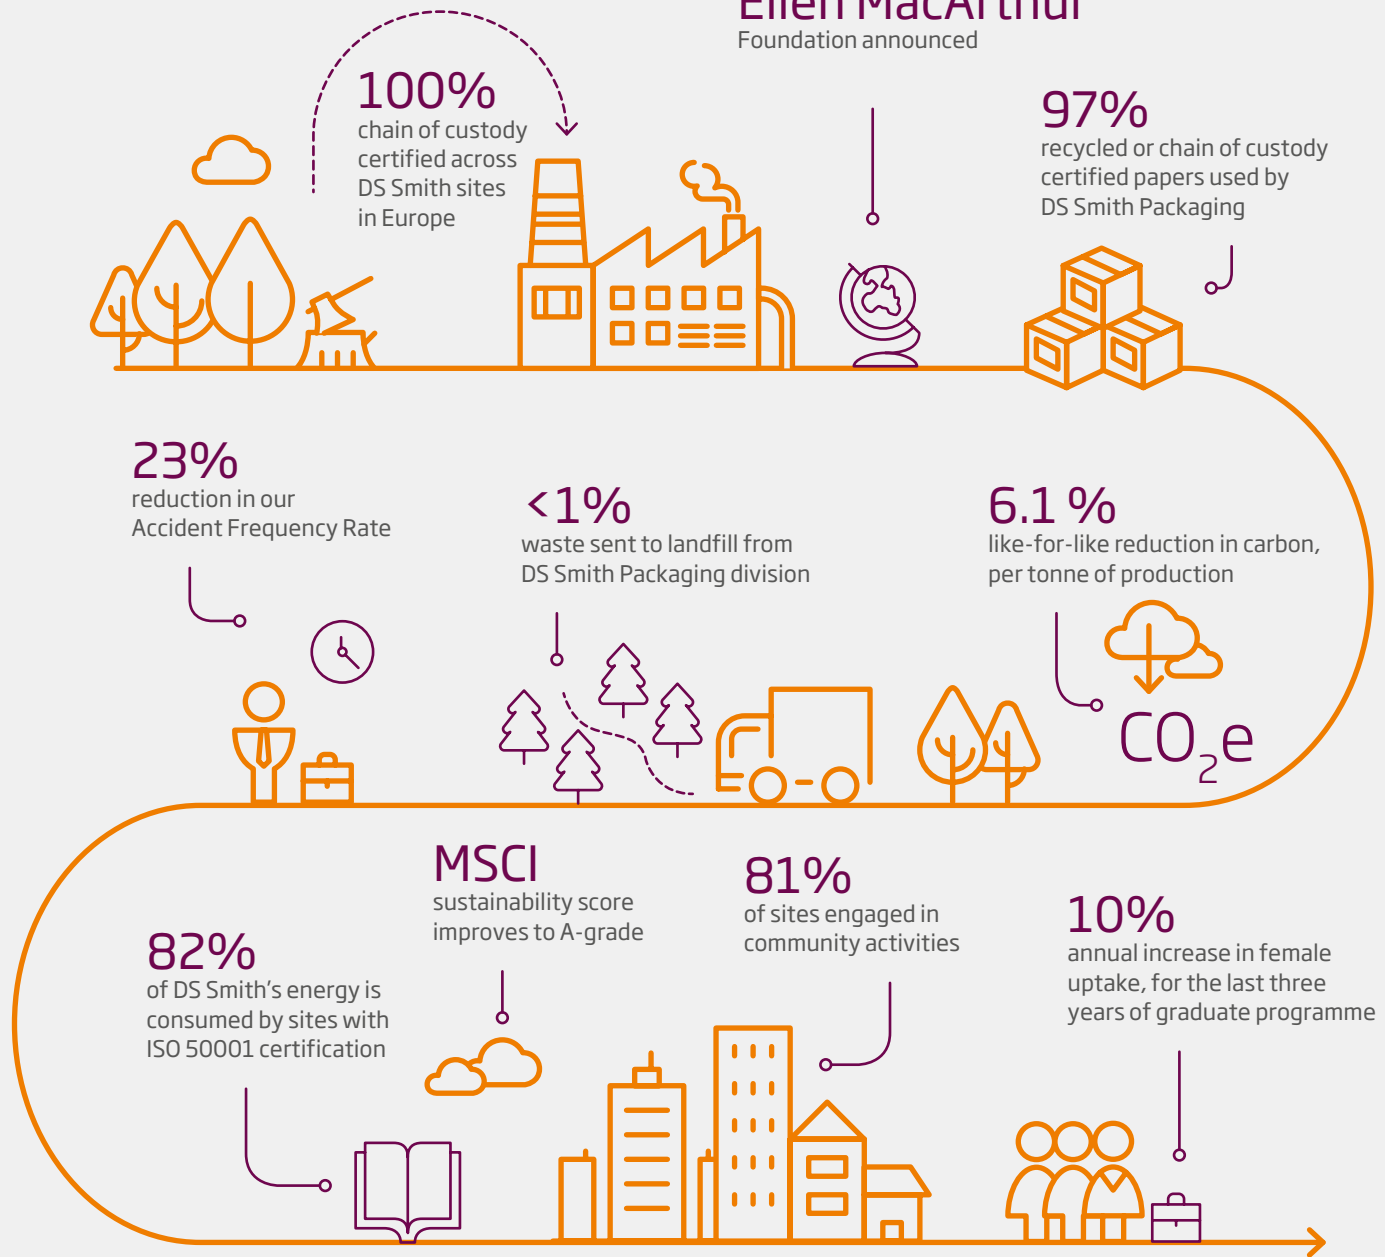 Ellen MacArthur
Foundation announced
100%
chain of custody
certified across
DS Smith sites
in Europe
97%
recycled or chain of custody
certified papers used by
DS Smith Packaging
23%
reduction in our
Accident Frequency Rate
<1%
waste sent to landfill from
DS Smith Packaging division
6.1 %
like-for-like reduction in carbon,
per tonne of production
CO₂e
MSCI
sustainability score
improves to A-grade
81%
of sites engaged in
community activities
10%
annual increase in female
uptake, for the last three
years of graduate programme
82%
of DS Smith’s energy is
consumed by sites with
ISO 50001 certification